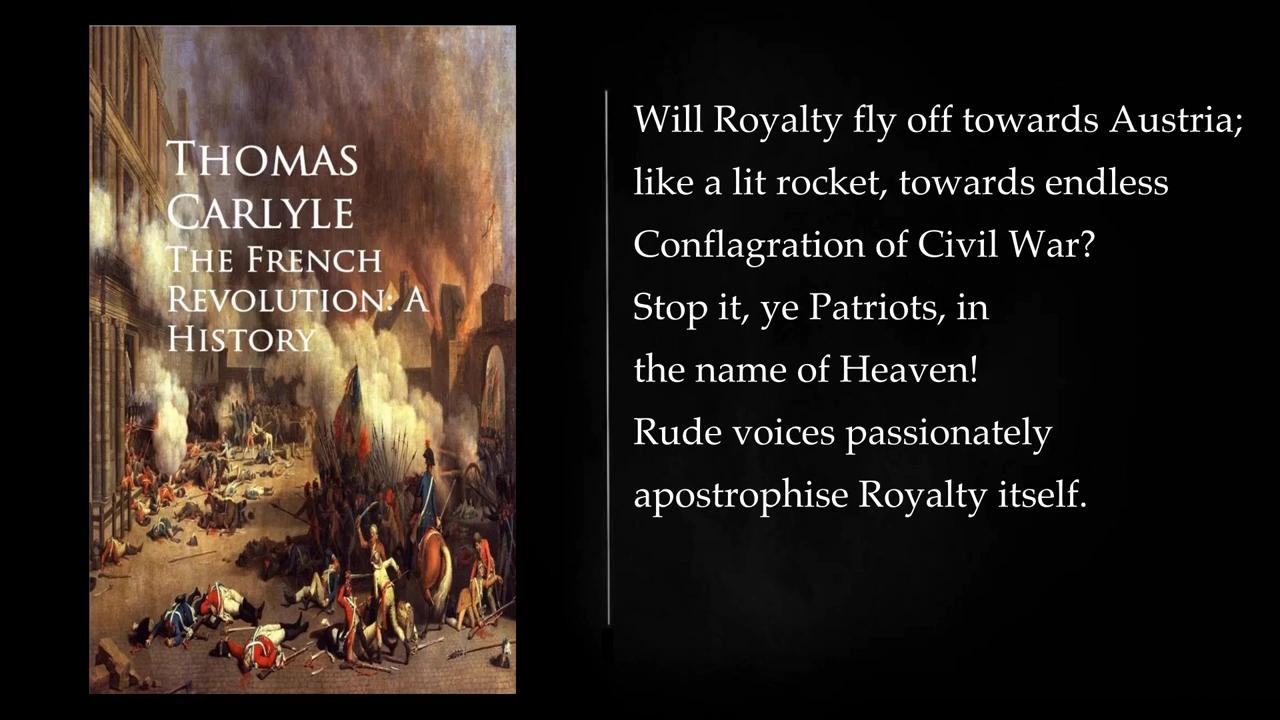 THOMAS
CARLYLE
THE FRENCH
REVOLUTION: A
HISTORY
Will Royalty fly off towards Austria;
like a lit rocket, towards endless
Conflagration of Civil War?
Stop it, ye Patriots, in
the name of Heaven!
Rude voices passionately
apostrophise Royalty itself.